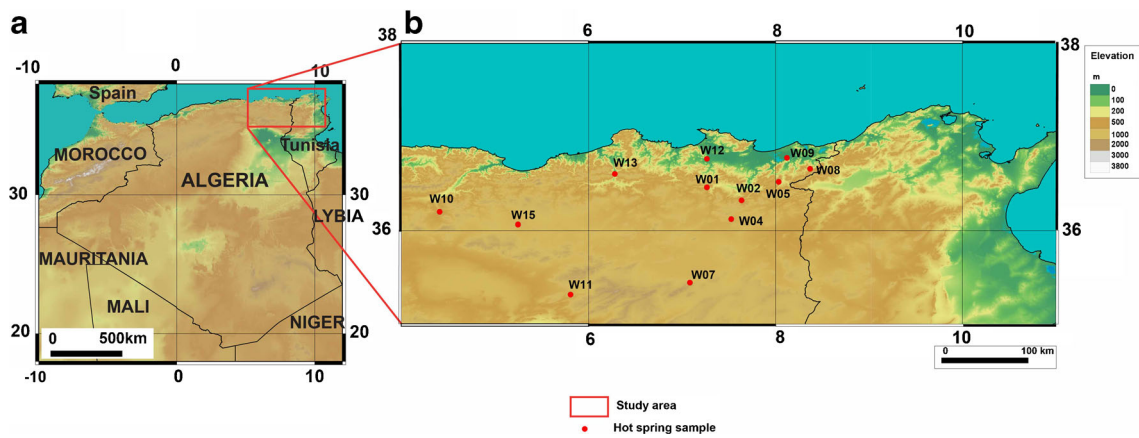 a
-10
0
10
Spain
MOROCCO
Tunisia
ALGERIA
30
LYBIA
MAURITANIA
MALI
NIGER
20
20
0
500km
-10
0
10
b
38
6
8
10
38
Elevation
m
0
100
200
500
1000
2000
3000
3800
W12
W09
W13
W08
W01
W02
W05
W10
W15
W04
36
36
W07
W11
6
8
10
0
100 km
Study area
Hot spring sample